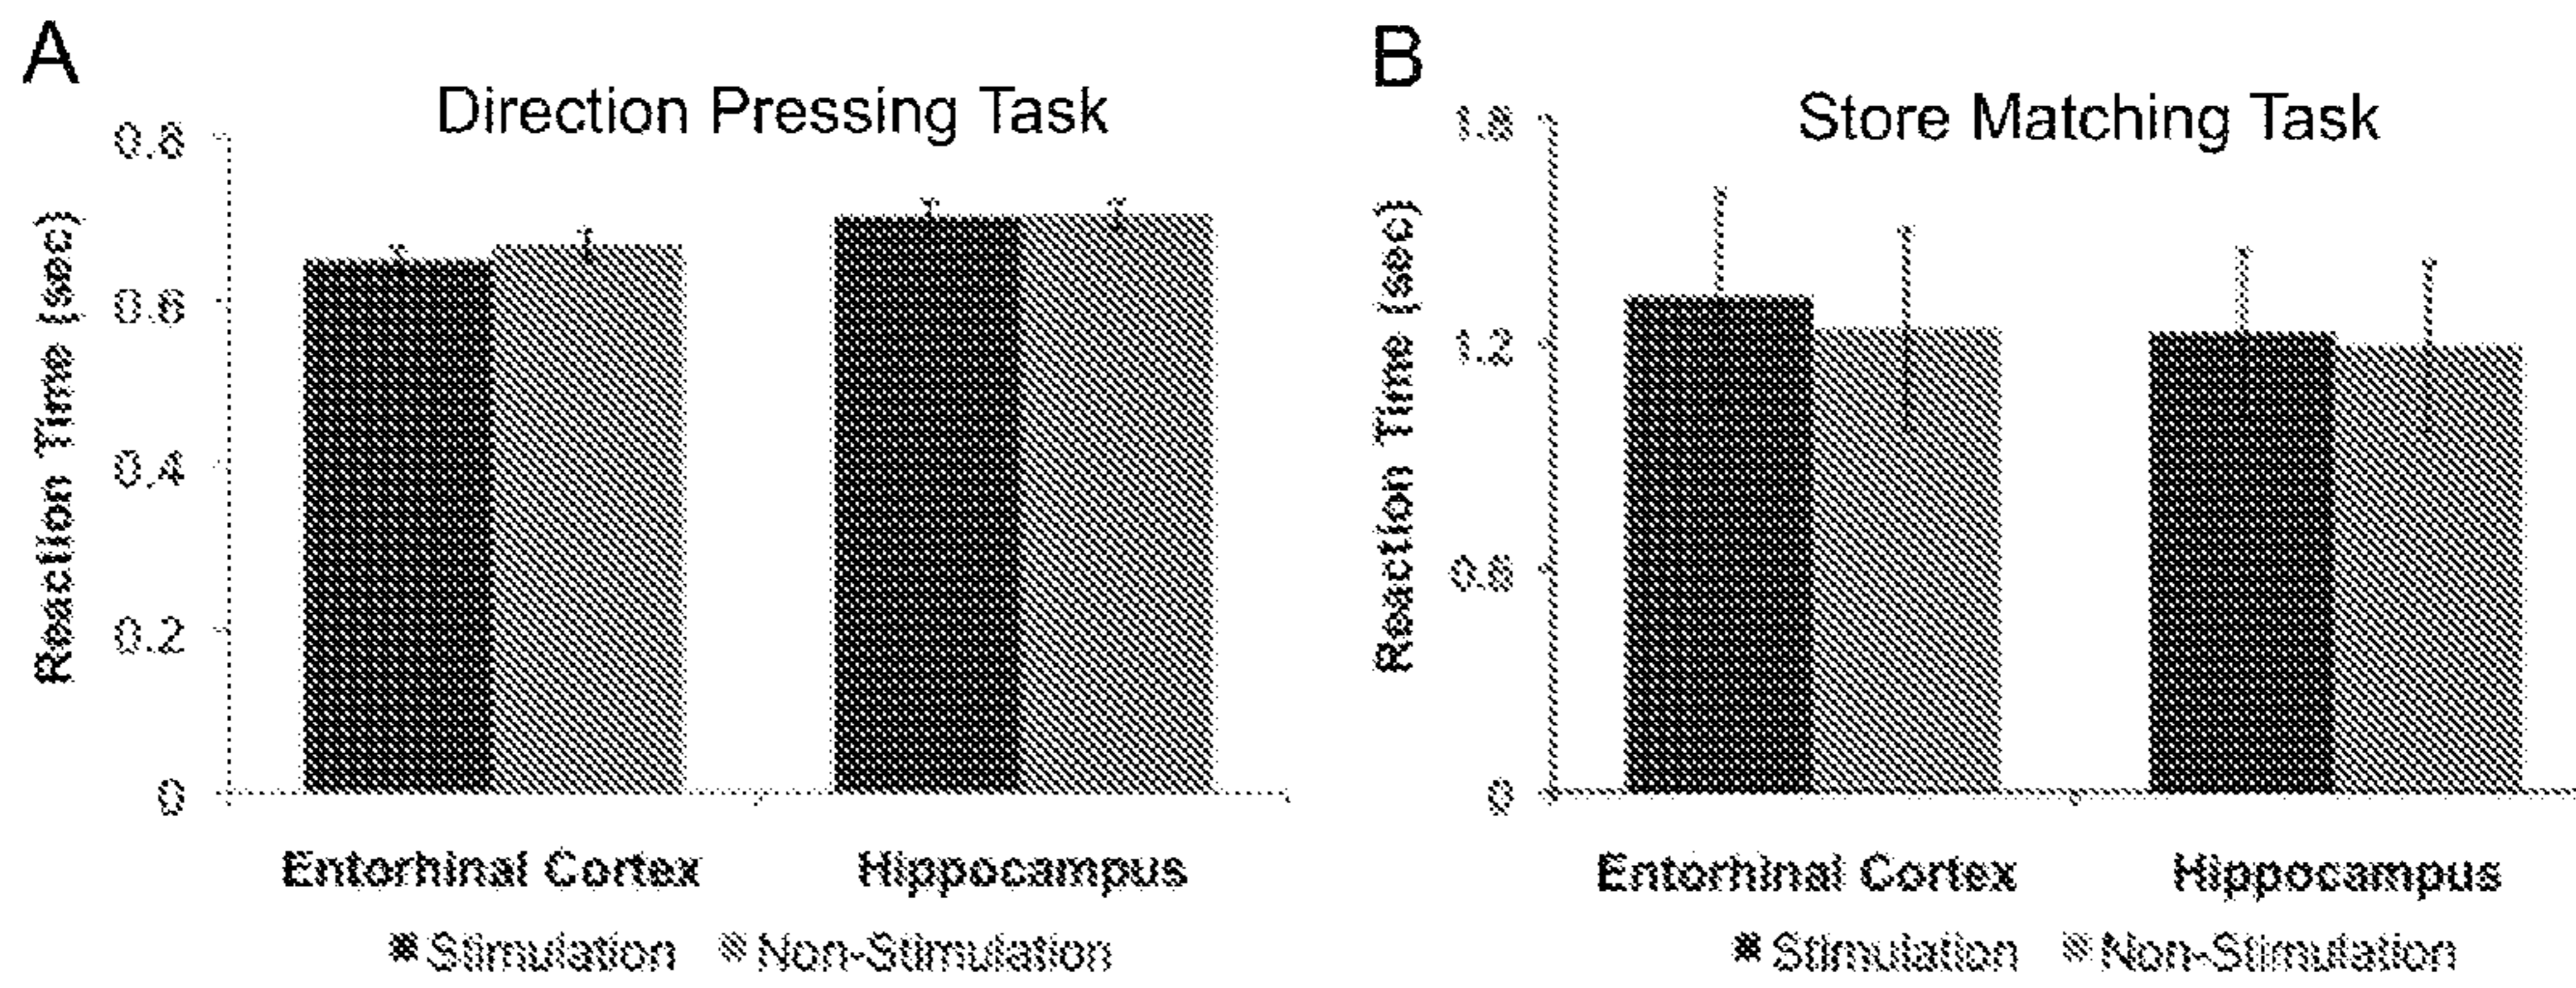 A
Direction Pressing Task
Reaction Time (sec)
0.8
0.6
0.4
0.2
0
Entorhinal Cortex
Hippocampus
Stimulation
Non-Stimulation
B
Store Matching Task
Reaction Time (sec)
1.8
1.2
0.6
0
Entorhinal Cortex
Hippocampus
Stimulation
Non-Stimulation